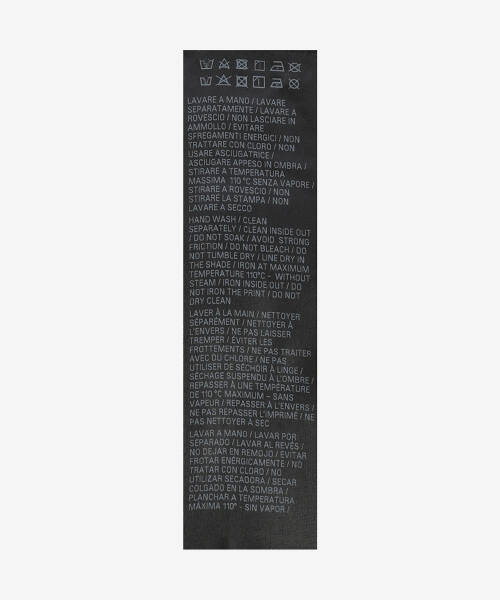 LAVARE A MANO / LAVARE
SEPARATAMENTE / LAVARE A
ROVESCIO / NON LASCIARE IN
AMMOLLO / EVITARE
SFREGAMENTI ENERGICI / NON
TRATTARE CON CLORO / NON
USARE ASCIUGATRICE /
ASCIUGARE APPESO IN OMBRA /
STIRARE A TEMPERATURA
MASSIMA 110°C SENZA VAPORE /
STIRARE A ROVESCIO / NON
STIRARE LA STAMPA / NON
LAVARE A SECCO
HAND WASH / CLEAN
SEPARATELY / CLEAN INSIDE OUT
/ DO NOT SOAK / AVOID STRONG
FRICTION / DO NOT BLEACH / DO
NOT TUMBLE DRY / LINE DRY IN
THE SHADE / IRON AT MAXIMUM
TEMPERATURE 110°C - WITHOUT
STEAM / IRON INSIDE OUT / DO
NOT IRON THE PRINT / DO NOT
DRY CLEAN
LAVER À LA MAIN / NETTOYER
SÉPARÉMENT / NETTOYER À
L'ENVERS / NE PAS LAISSER
TREMPER / ÉVITER LES
FROTTEMENTS / NE PAS TRAITER
AVEC DU CHLORE / NE PAS
UTILISER DE SÉCHOIR À LINGE /
SÉCHAGE SUSPENDU À L'OMBRE /
REPASSER À UNE TEMPÉRATURE
DE 110°C MAXIMUM – SANS
VAPEUR / REPASSER À L'ENVERS /
NE PAS REPASSER L'IMPRIMÉ / NE
PAS NETTOYER À SEC
LAVAR A MANO / LAVAR POR
SEPARADO / LAVAR AL REVÉS /
NO DEJAR EN REMOJO / EVITAR
FROTAR ENÉRGICAMENTE / NO
TRATAR CON CLORO / NO
UTILIZAR SECADORA / SECAR
COLGADO EN LA SOMBRA /
PLANCHAR A TEMPERATURA
MÁXIMA 110° - SIN VAPOR /